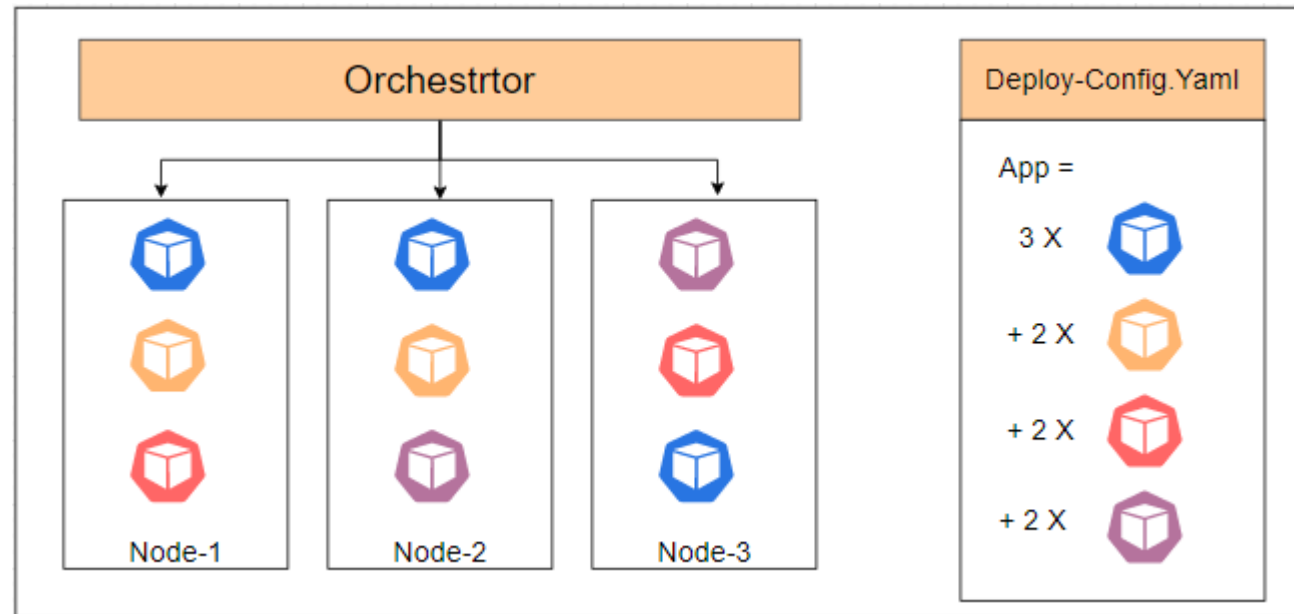 Orchestrtor
Node-1
Node-2
Node-3
Deploy-Config.Yaml
App =
3 X
+ 2 X
+ 2 X
+ 2 X